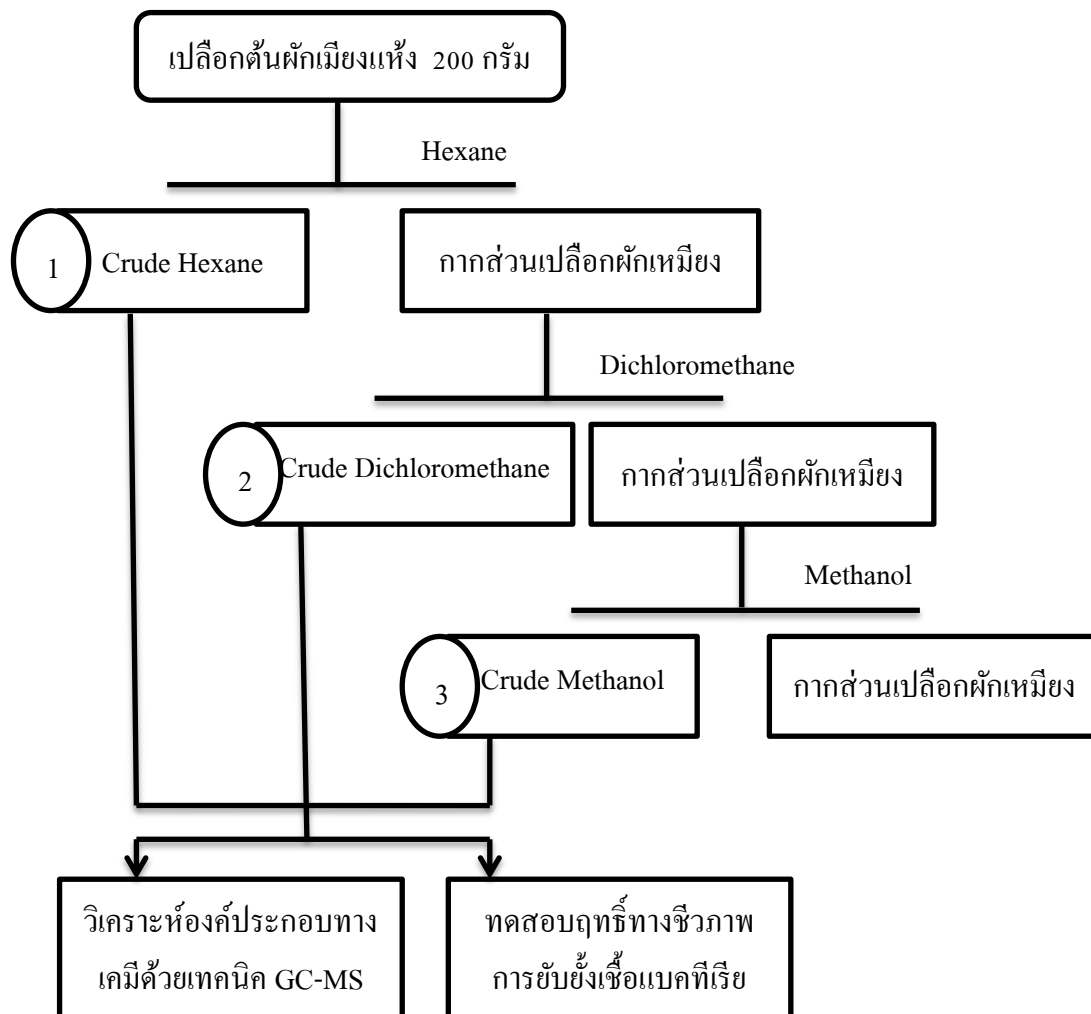 เปลือกต้นผักเมียงแห้ง 200 กรัม
Hexane
1 Crude Hexane
กากส่วนเปลือกผักเหมียง
Dichloromethane
2 Crude Dichloromethane
กากส่วนเปลือกผักเหมียง
Methanol
3 Crude Methanol
กากส่วนเปลือกผักเหมียง
วิเคราะห์องค์ประกอบทาง
เคมีด้วยเทคนิค GC-MS
ทดสอบฤทธิ์ทางชีวภาพ
การยับยั้งเชื้อแบคทีเรีย